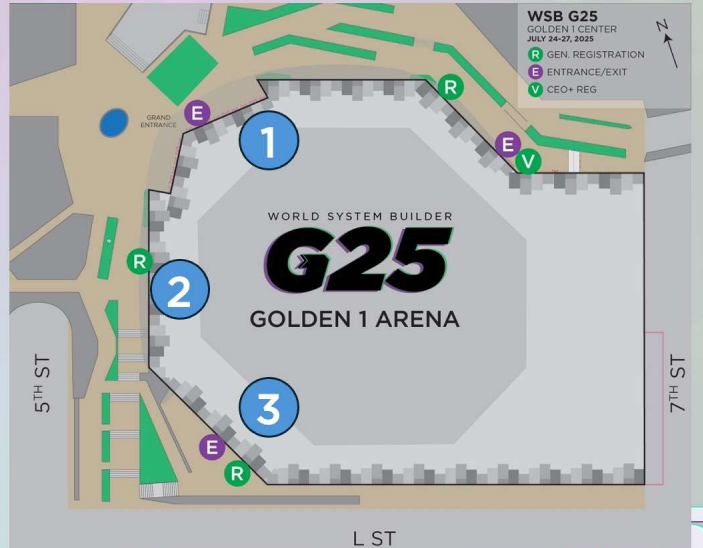 WSB G25
GOLDEN 1 CENTER
JULY 24-27, 2025
R GEN. REGISTRATION
E ENTRANCE/EXIT
V CEO+ REG
N
GRAND
ENTRANCE
E
R
1
E
V
WORLD SYSTEM BUILDER
G25
GOLDEN 1 ARENA
R
2
3
E
R
5TH ST
7TH ST
L ST